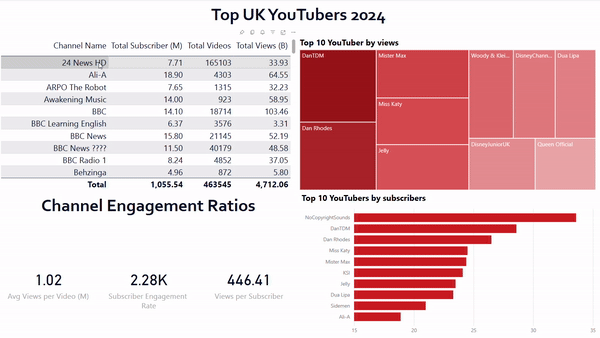 Top UK YouTubers 2024
Channel Name Total Subscriber (M) Total Videos Total Views (B)
24 News HD 7.71 165103 33.93
Ali-A 18.90 4303 64.55
ARPO The Robot 7.65 1315 32.23
Awakening Music 14.00 923 58.95
BBC 14.10 18714 103.46
BBC Learning English 6.37 3576 3.31
BBC News 15.80 21145 52.19
BBC News ???? 11.50 40179 48.58
BBC Radio 1 8.24 4852 37.05
Behzinga 4.96 872 5.80
Total 1,055.54 463545 4,712.06
Channel Engagement Ratios
1.02
Avg Views per Video (M)
2.28K
Subscriber Engagement
Rate
446.41
Views per Subscriber
Top 10 YouTuber by views
DanTDM
Mister Max
Woody & Klei...
DisneyChann...
Dua Lipa
Miss Katy
Dan Rhodes
Jelly
DisneyJuniorUK
Queen Official
Top 10 YouTubers by subscribers
NoCopyrightSounds
DanTDM
Dan Rhodes
Miss Katy
Mister Max
KSI
Jelly
Dua Lipa
Sidemen
Ali-A
15 20 25 30 35